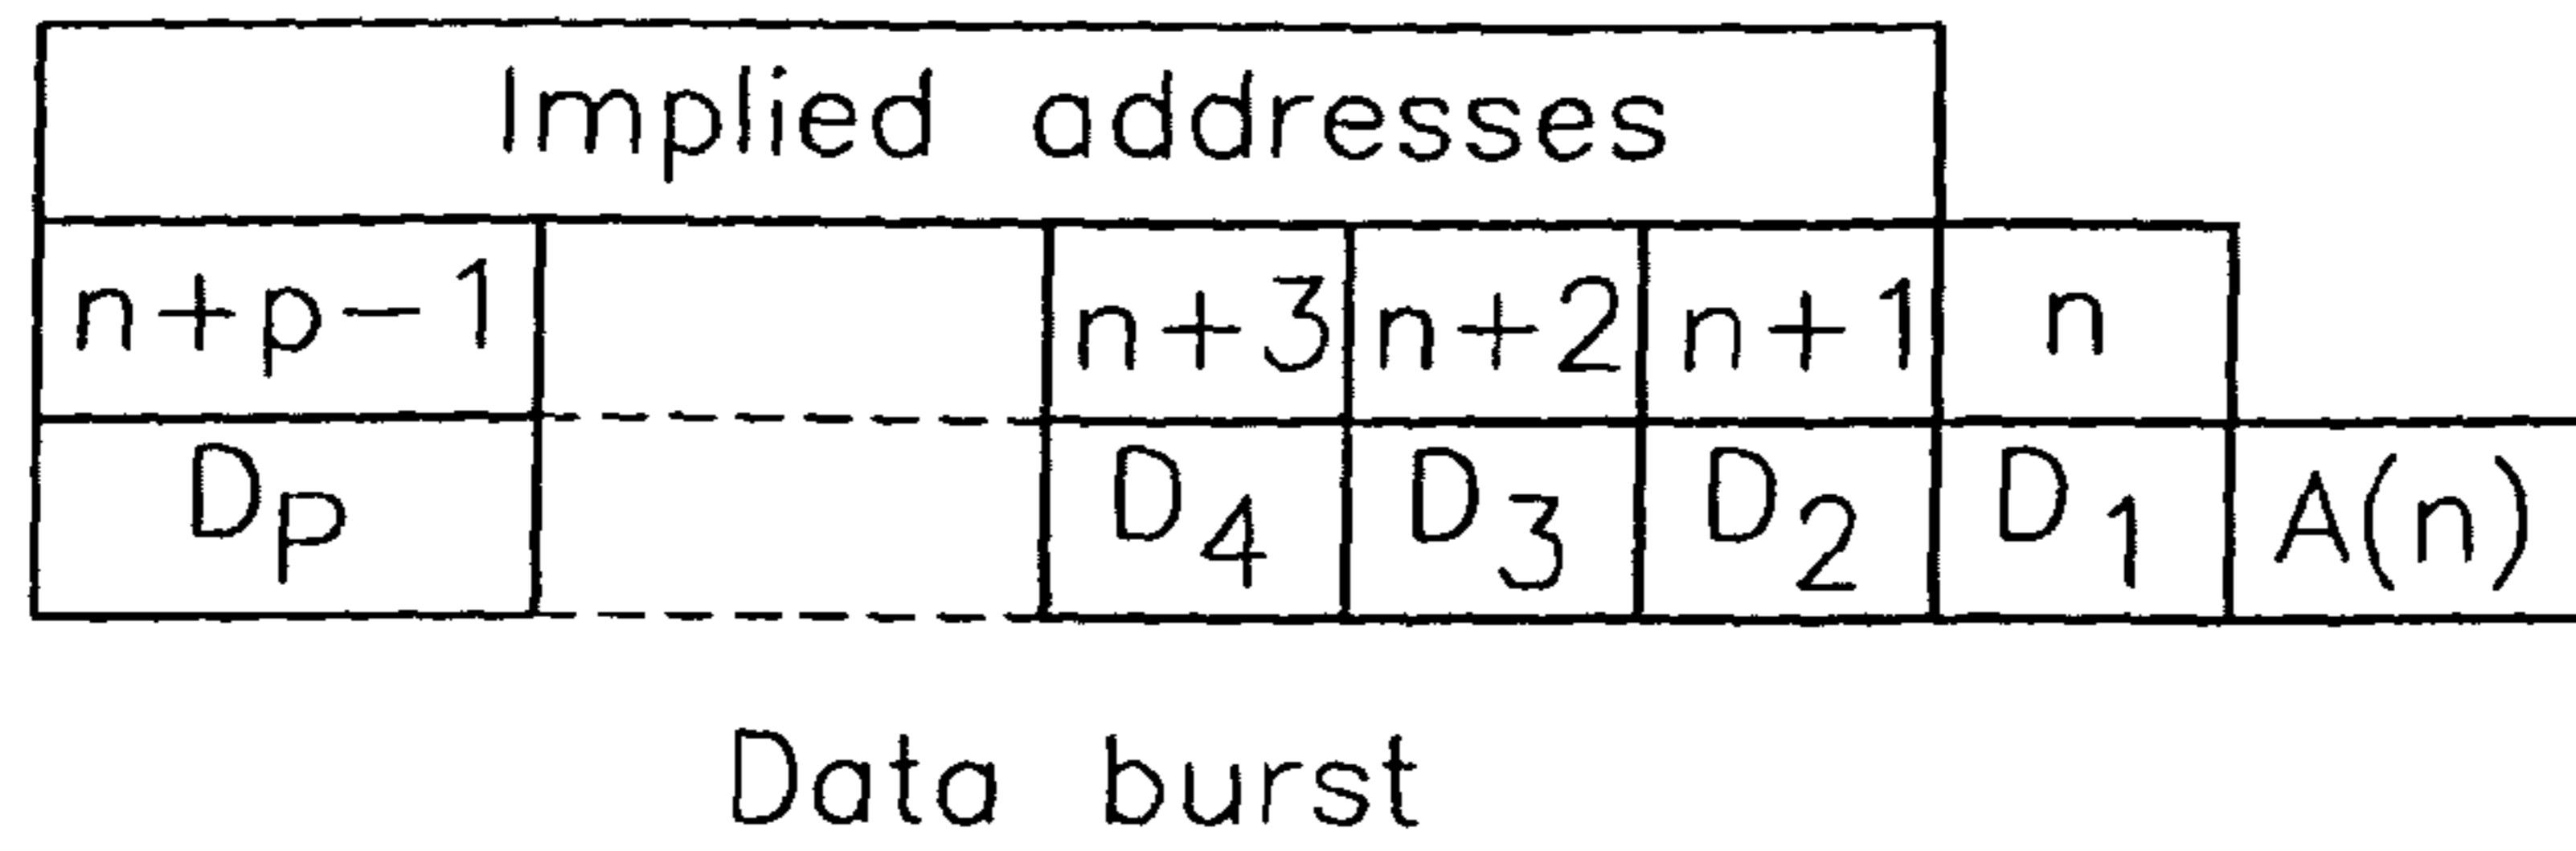 Implied addresses
n+p−1 n+3 n+2 n+1 n
Dp D4 D3 D2 D1 A(n)
Data burst